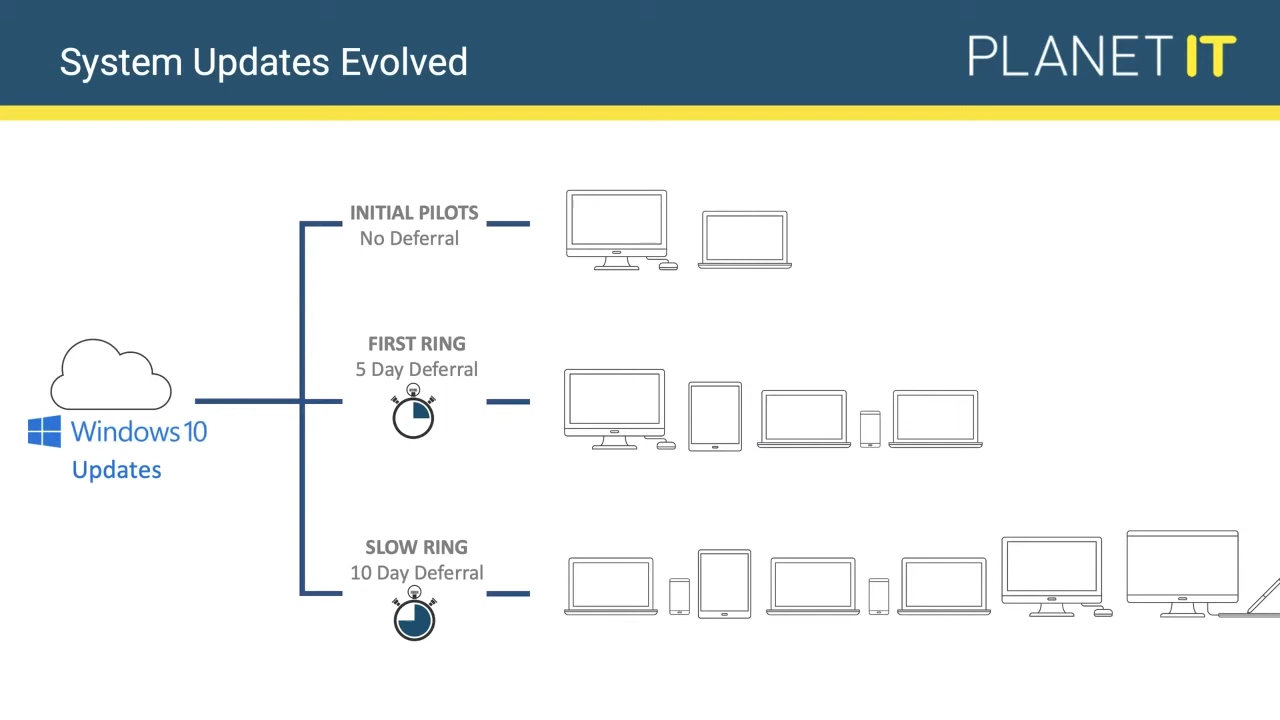 System Updates Evolved
PLANET IT
INITIAL PILOTS
No Deferral
FIRST RING
5 Day Deferral
Windows 10
Updates
SLOW RING
10 Day Deferral